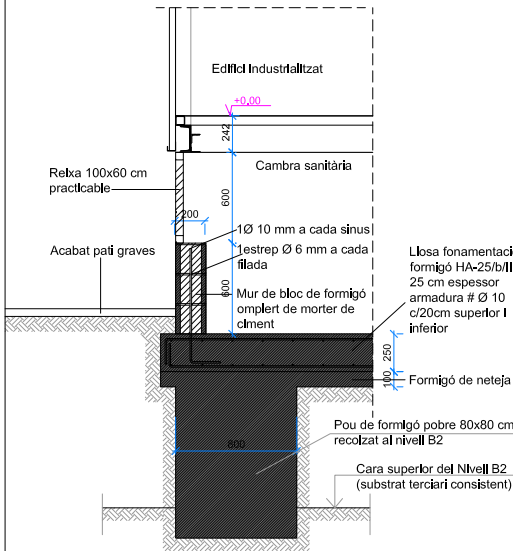 Edifici Industrialitzat
+0,00
242
Cambra sanitària
Reixa 100x60 cm
practicable
600
200
1Ø 10 mm a cada sinus
1estrep Ø 6 mm a cada
filada
Acabat pati graves
600
Mur de bloc de formigó
omplert de morter de
ciment
Llosa fonamentaci
formigó HA-25/b/II
25 cm espessor
armadura # Ø 10
c/20cm superior i
inferior
250
100
Formigó de neteja
Pou de formigó pobre 80x80 cm
recolzat al nivell B2
800
Cara superior del Nivell B2
(substrat terciari consistent)